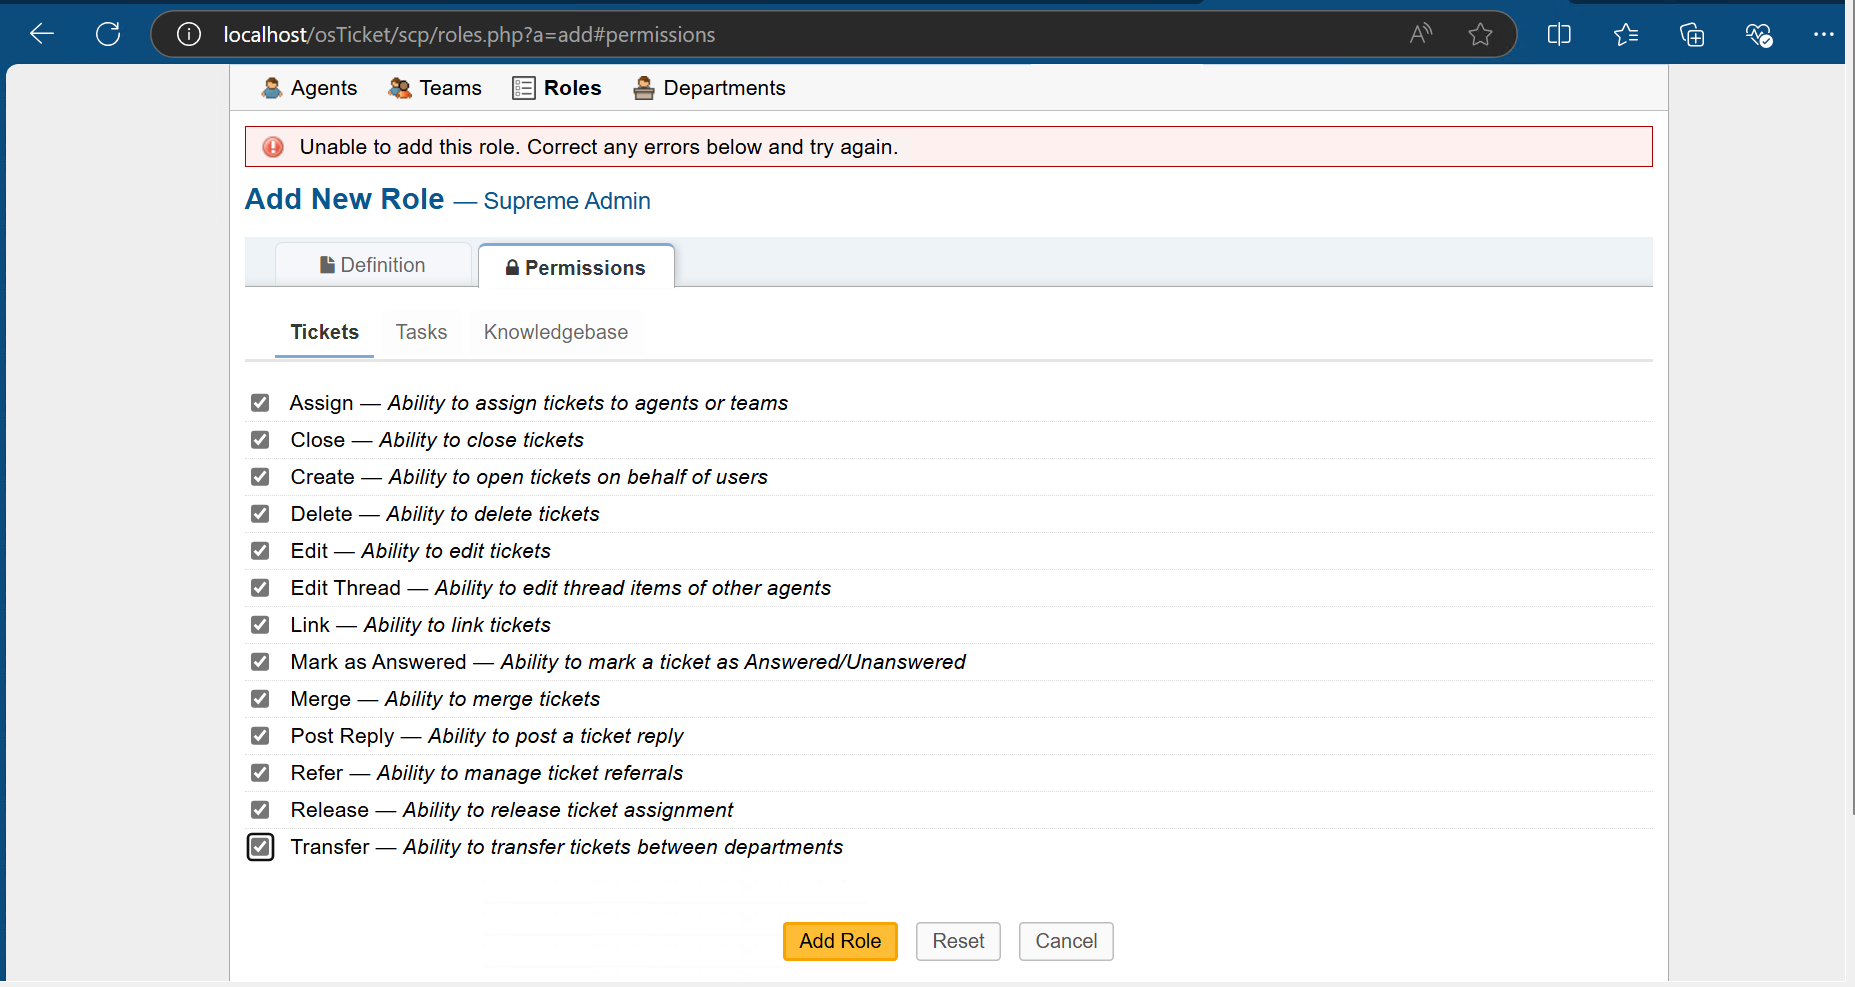 localhost/osTicket/scp/roles.php?a=add#permissions
Agents Teams Roles Departments
Unable to add this role. Correct any errors below and try again.
Add New Role — Supreme Admin
Definition Permissions
Tickets Tasks Knowledgebase
Assign — Ability to assign tickets to agents or teams
Close — Ability to close tickets
Create — Ability to open tickets on behalf of users
Delete — Ability to delete tickets
Edit — Ability to edit tickets
Edit Thread — Ability to edit thread items of other agents
Link — Ability to link tickets
Mark as Answered — Ability to mark a ticket as Answered/Unanswered
Merge — Ability to merge tickets
Post Reply — Ability to post a ticket reply
Refer — Ability to manage ticket referrals
Release — Ability to release ticket assignment
Transfer — Ability to transfer tickets between departments
Add Role Reset Cancel